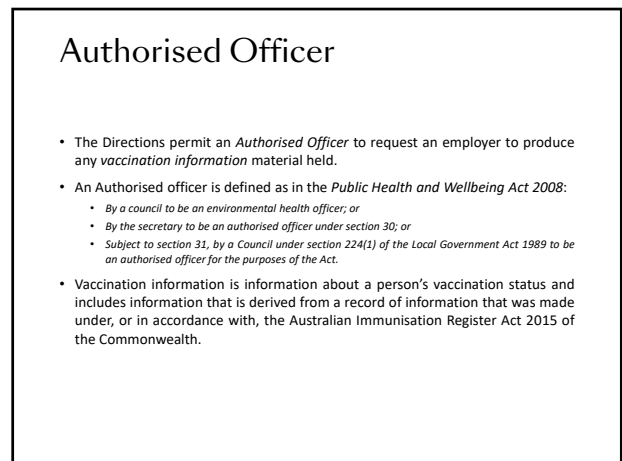 Authorised Officer
• The Directions permit an Authorised Officer to request an employer to produce
any vaccination information material held.
• An Authorised officer is defined as in the Public Health and Wellbeing Act 2008:
• By a council to be an environmental health officer; or
• By the secretary to be an authorised officer under section 30; or
• Subject to section 31, by a Council under section 224(1) of the Local Government Act 1989 to be
an authorised officer for the purposes of the Act.
• Vaccination information is information about a person's vaccination status and
includes information that is derived from a record of information that was made
under, or in accordance with, the Australian Immunisation Register Act 2015 of
the Commonwealth.